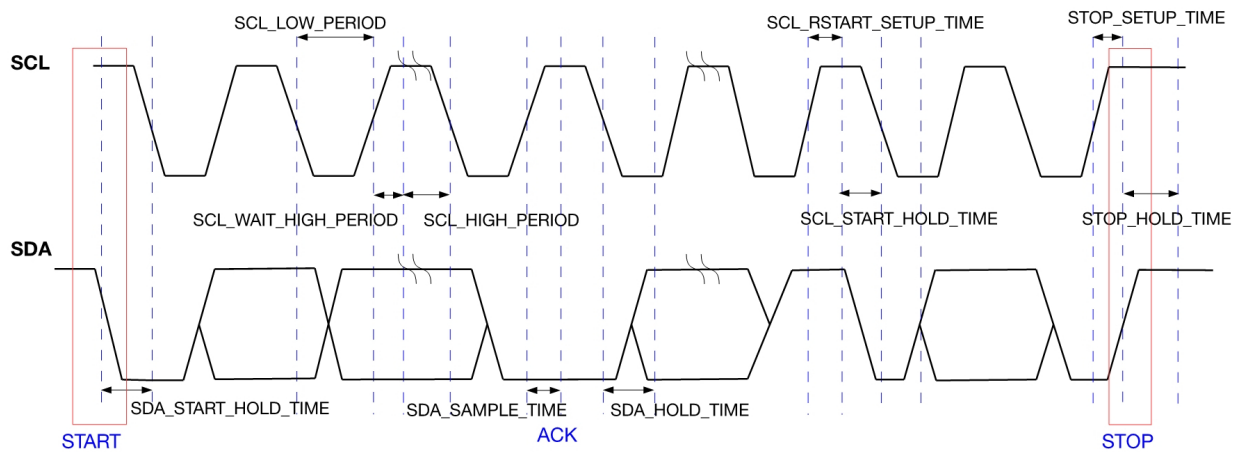 SCL_LOW_PERIOD
SCL_RSTART_SETUP_TIME
STOP_SETUP_TIME
SCL
SCL_WAIT_HIGH_PERIOD
SCL_HIGH_PERIOD
SCL_START_HOLD_TIME
STOP_HOLD_TIME
SDA
SDA_START_HOLD_TIME
SDA_SAMPLE_TIME
SDA_HOLD_TIME
START
ACK
STOP